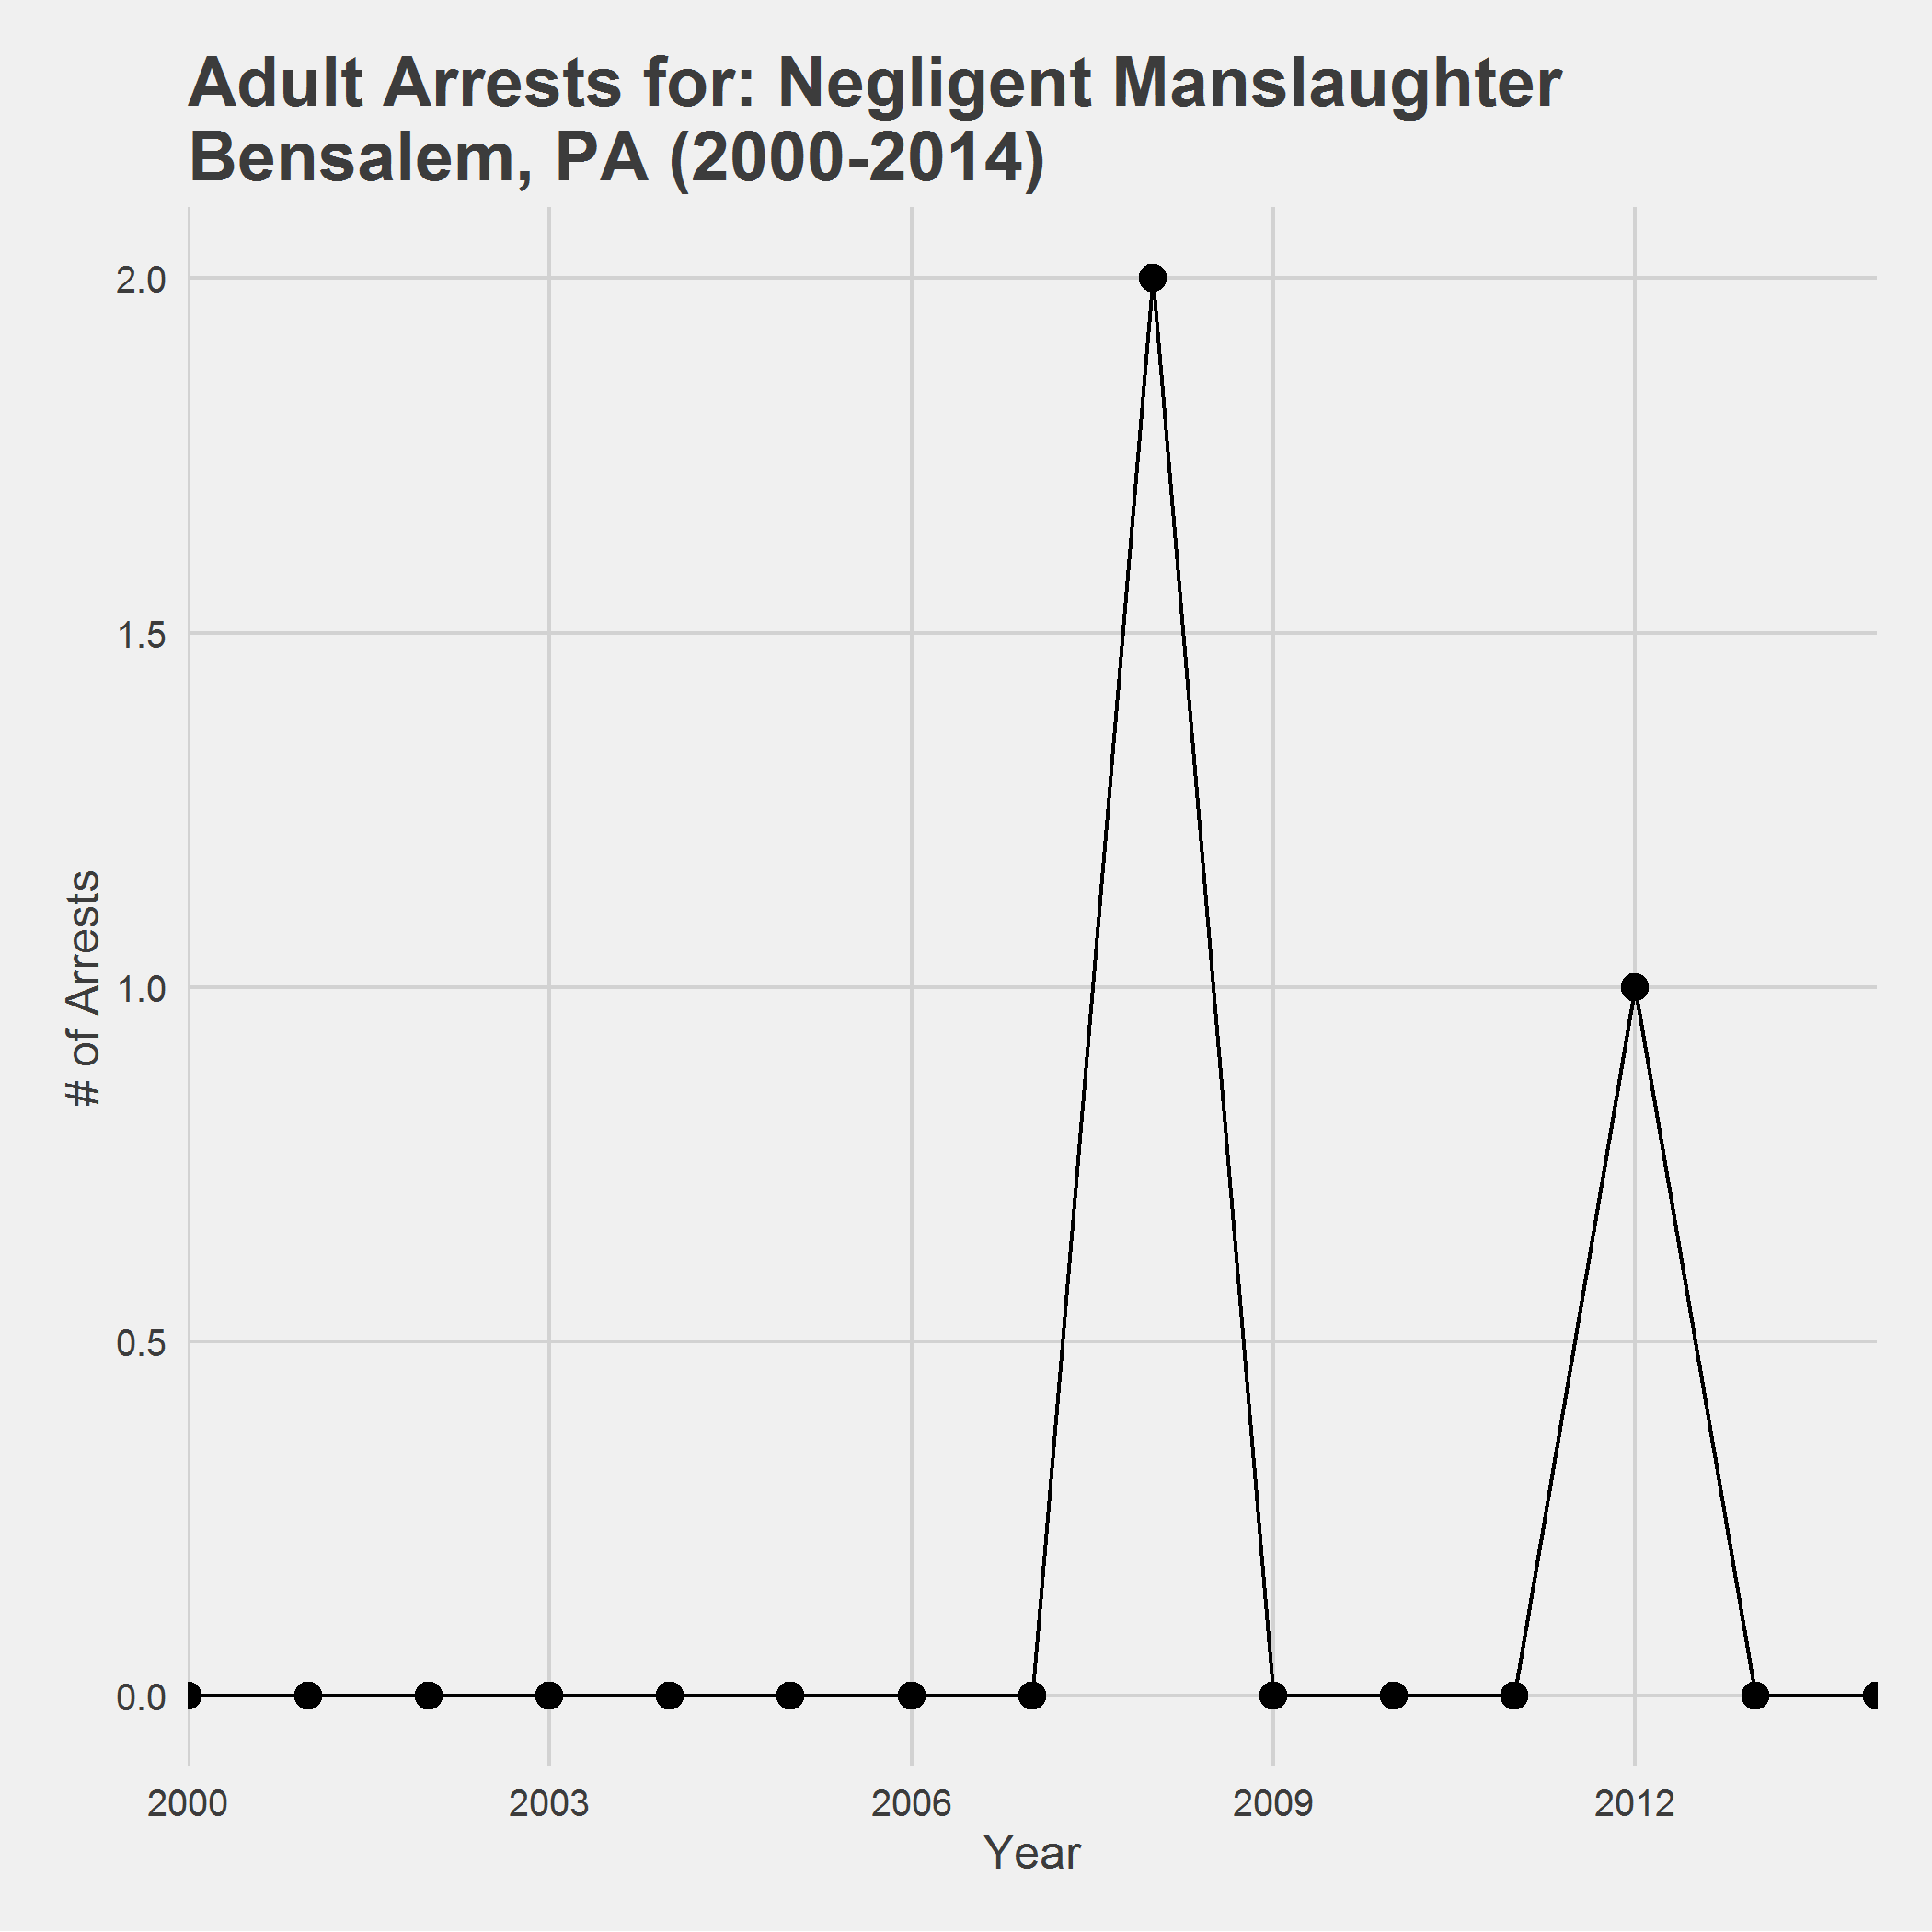 Adult Arrests for: Negligent Manslaughter
Bensalem, PA (2000-2014)
2.0
1.5
1.0
0.5
0.0
# of Arrests
2000 2003 2006 2009 2012
Year